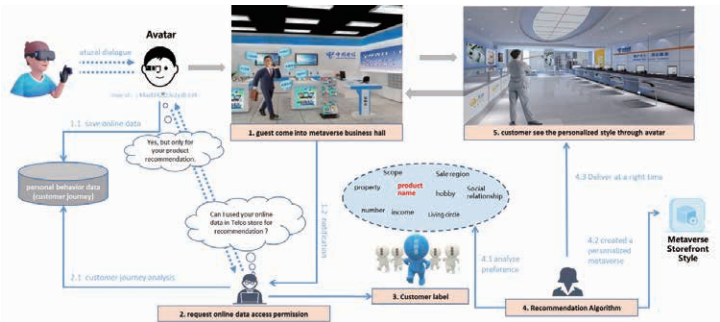 Avatar
atural dialogue
1.1 save online data
Yes, but only for
your product
recommendation.
personal behavior data
(customer journey)
Can I used your online
data in Telco store for
recommendation ?
2.1 customer journey analysis
2. request online data access permission
1. guest come into metaverse business hall
1.2 notification
5. customer see the personalized style through avatar
Scope
Sale region
property
product
name
hobby
Social
relationship
number
income
Living circle
3. Customer label
4.1 analyze
preference
4.3 Deliver at a right time
4.2 created a
personalized
metaverse
4. Recommendation Algorithm
Metaverse
Storefront
Style